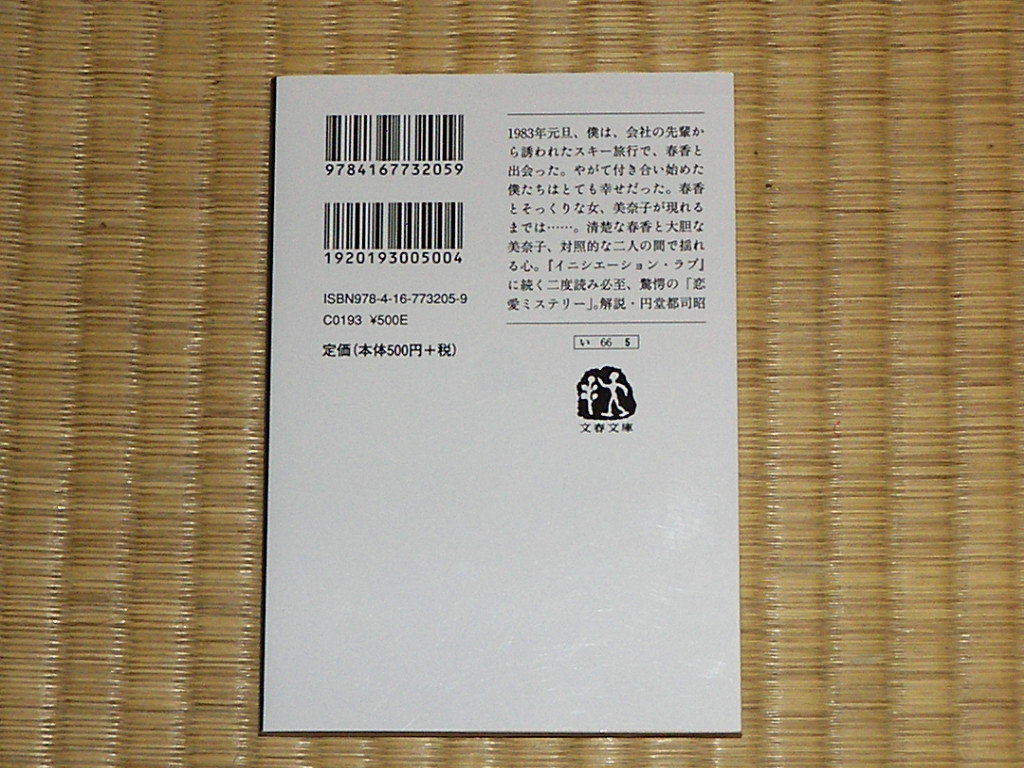 9784167732059
1920193005004
ISBN978-4-16-773205-9
C0193 ¥500E
定価(本体500円+税)
1983年元旦、僕は、会社の先輩か
ら誘われたスキー旅行で、春香と
出会った。やがて付き合い始めた
僕たちはとても幸せだった。春香
とそっくりな女、美奈子が現れる
までは……。清楚な春香と大胆な
美奈子、対照的な二人の間で揺れ
る心。『イニシエーション・ラブ』
に続く二度読み必至、驚愕の「恋
愛ミステリー」。解説・円堂都司昭
い 66 5
文春文庫